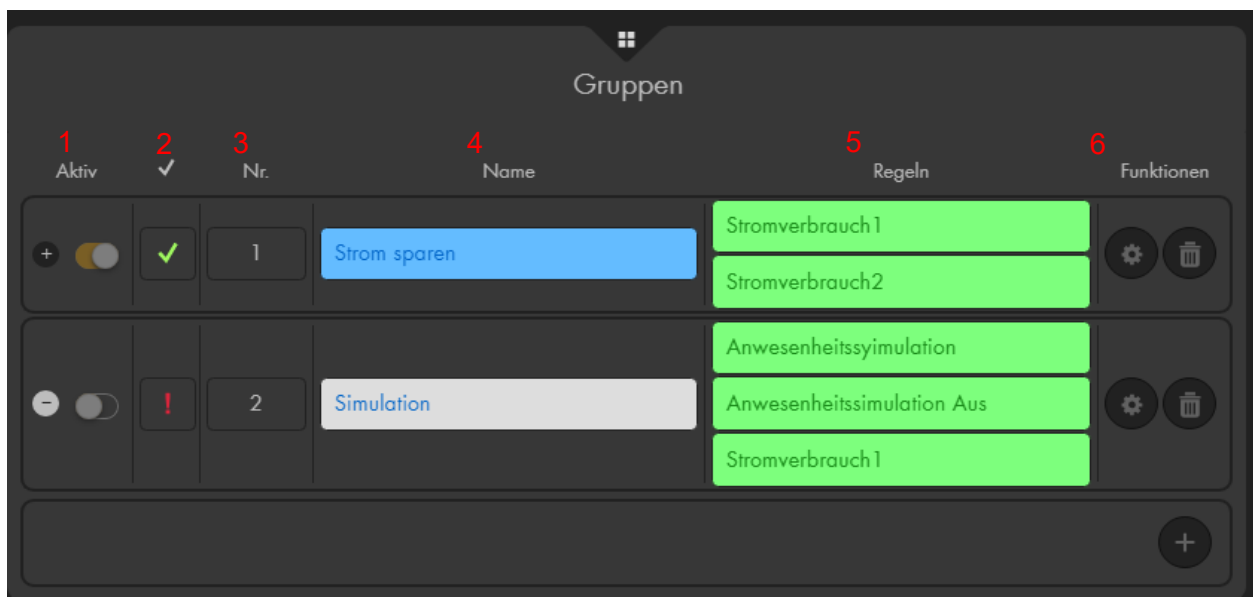 Gruppen
1 2 3 4 5 6
Aktiv Nr. Name Regeln Funktionen
Stromverbrauch1
1 Strom sparen
Stromverbrauch2
Anwesenheitssyimulation
2 Simulation Anwesenheitssimulation Aus
Stromverbrauch1